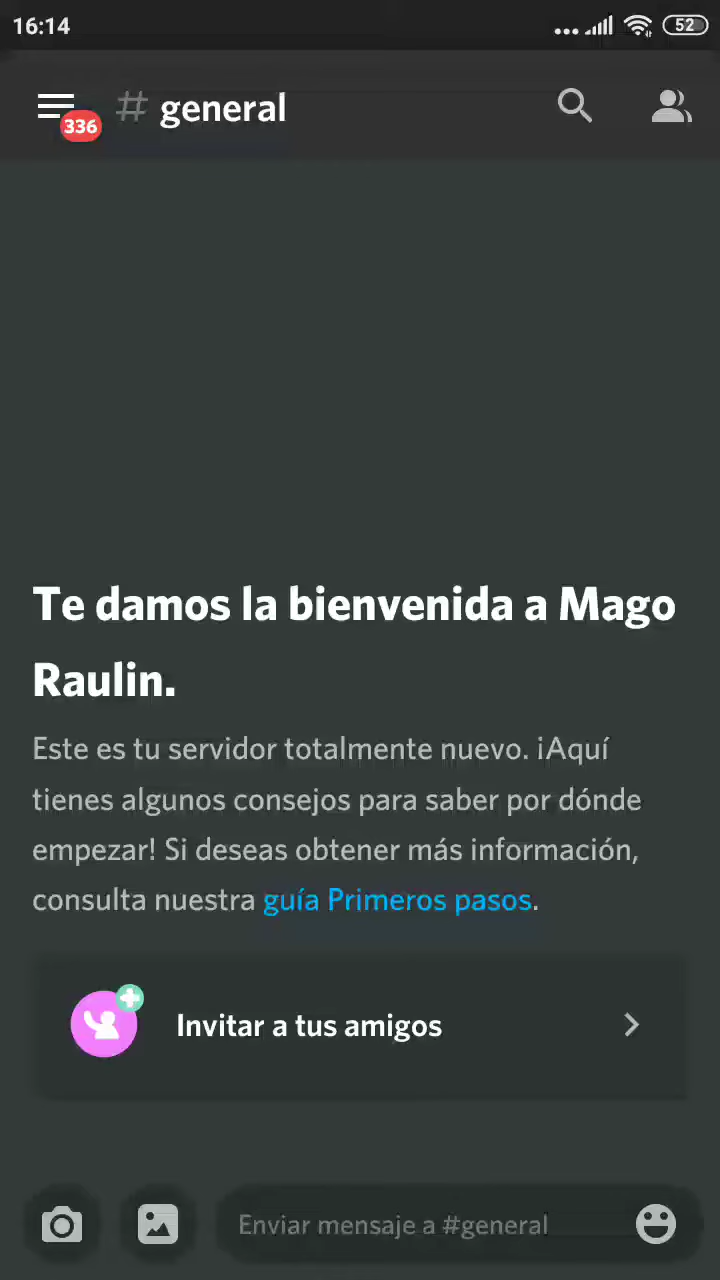 16:14
52
336
# general
Te damos la bienvenida a Mago
Raulin.
Este es tu servidor totalmente nuevo. ¡Aquí
tienes algunos consejos para saber por dónde
empezar! Si deseas obtener más información,
consulta nuestra guía Primeros pasos.
Invitar a tus amigos
Enviar mensaje a #general